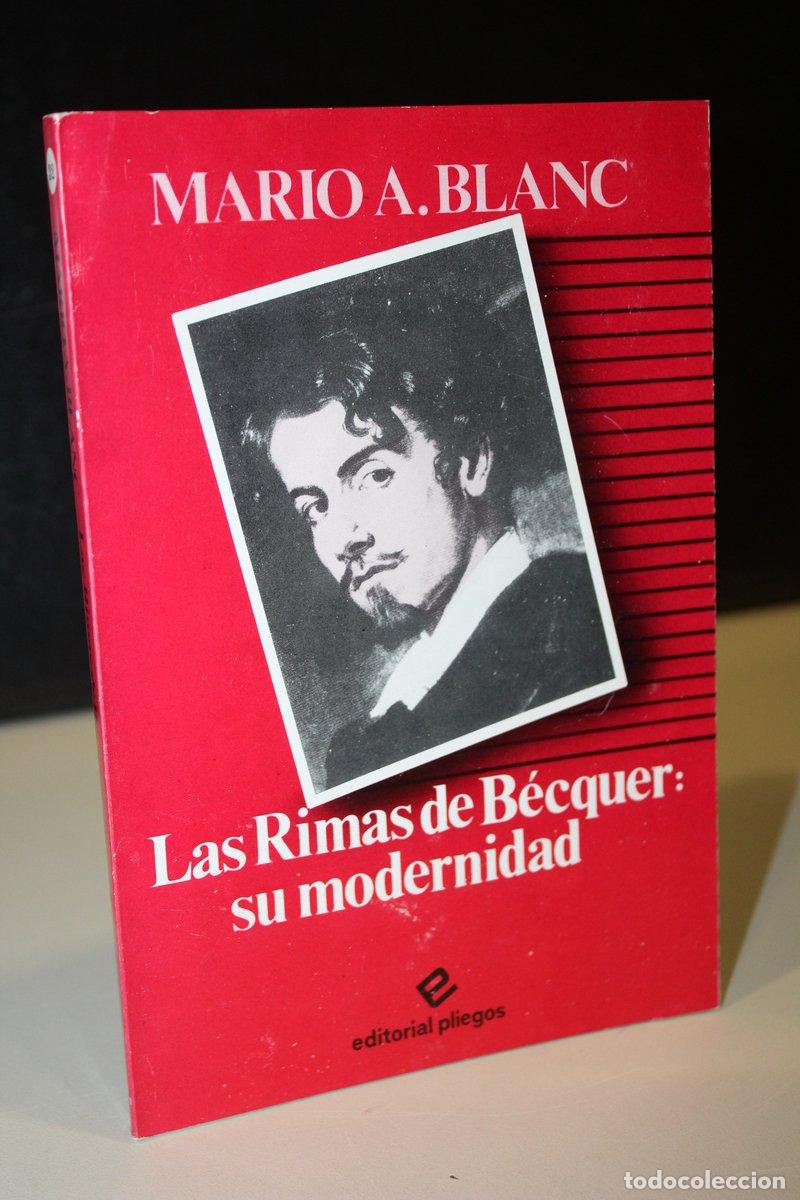 MARIO A. BLANC
Las Rimas de Bécquer:
su modernidad
editorial pliegos
todocoleccion